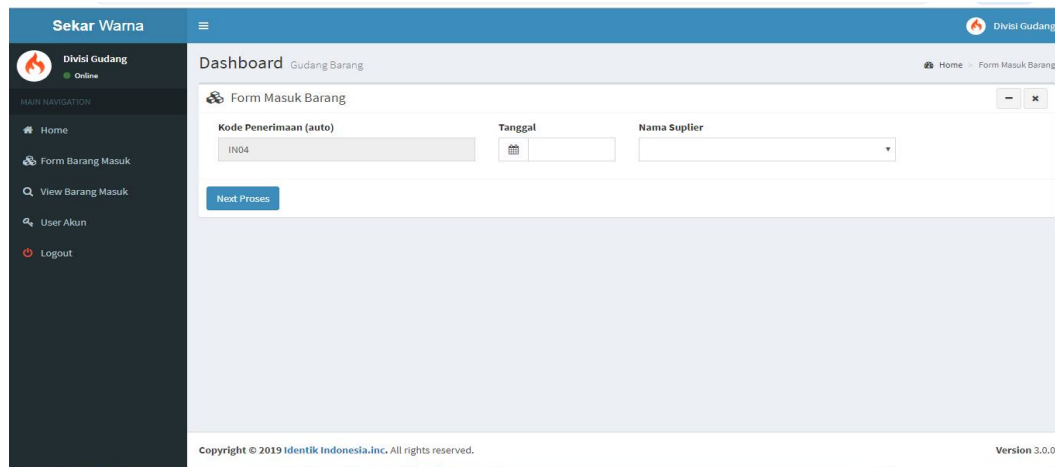 Sekar Warna
Divisi Gudang
Divisi Gudang
Online
MAIN NAVIGATION
Home
Form Barang Masuk
View Barang Masuk
User Akun
Logout
Dashboard Gudang Barang
Home > Form Masuk Barang
Form Masuk Barang
Kode Penerimaan (auto) Tanggal Nama Suplier
IN04
Next Proses
Copyright © 2019 Identik Indonesia.inc. All rights reserved.
Version 3.0.0